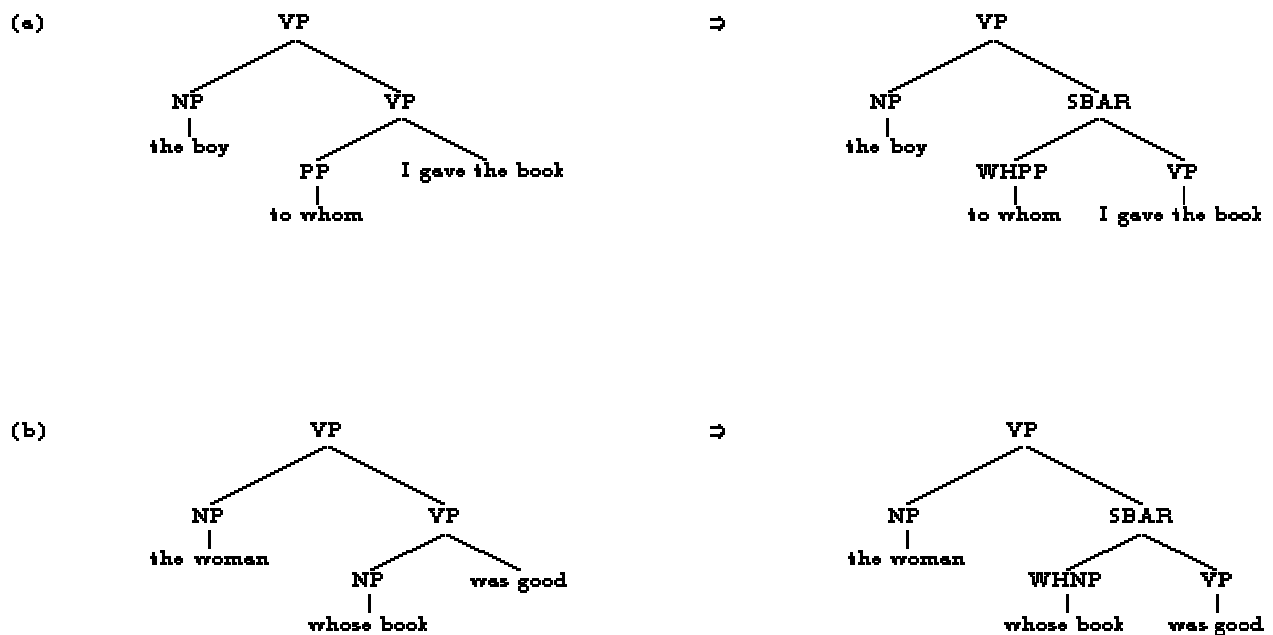 (a) VP ⇒ VP
NP VP NP SBAR
the boy the boy
PP I gave the book WHPP VP
to whom to whom I gave the book
(b) VP ⇒ VP
NP VP NP SBAR
the woman the woman
NP was good WHNP VP
whose book whose book was good